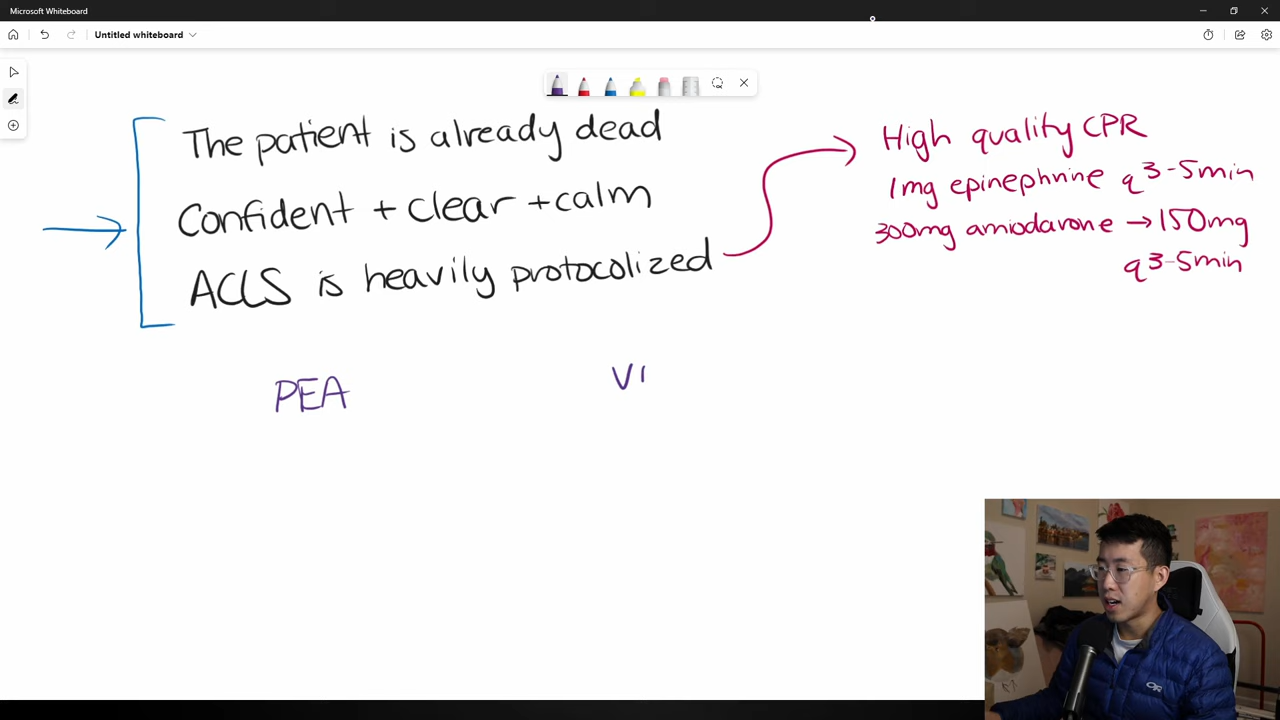 Microsoft Whiteboard
Untitled whiteboard
The patient is already dead
Confident + clear + calm
ACLS is heavily protocolized
High quality CPR
1mg epinephrine q3-5min
300mg amiodarone → 150mg
q3-5min
PEA